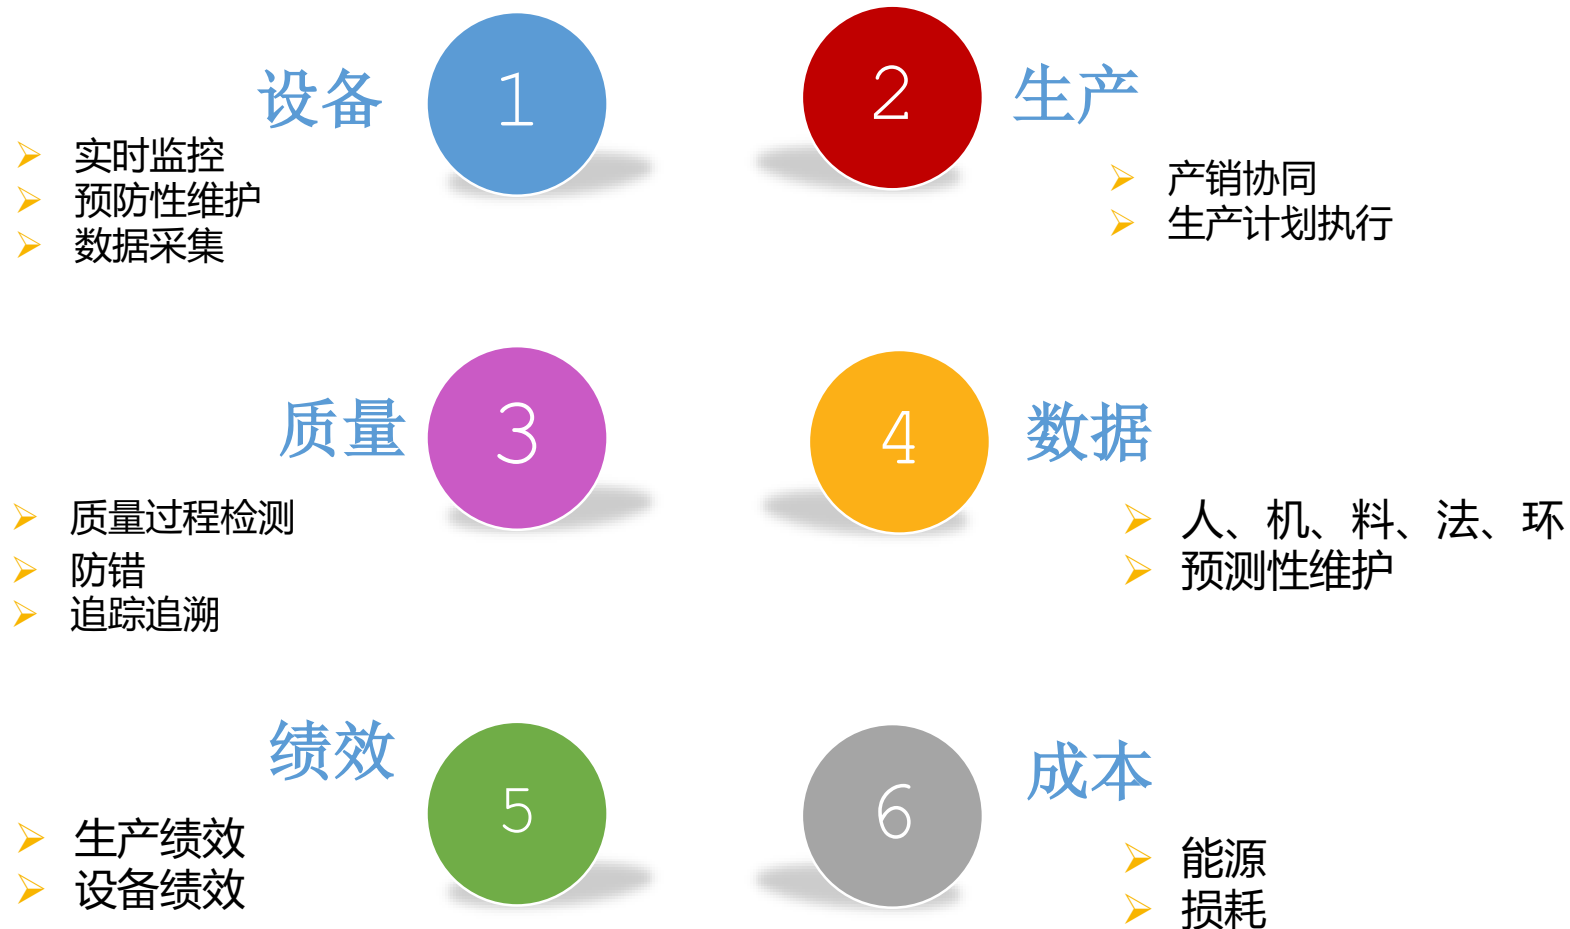 设备
1
实时监控
预防性维护
数据采集
2
生产
产销协同
生产计划执行
质量
3
质量过程检测
防错
追踪追溯
4
数据
人、机、料、法、环
预测性维护
绩效
5
生产绩效
设备绩效
6
成本
能源
损耗